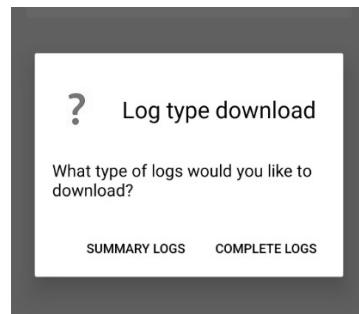 ? Log type download
What type of logs would you like to
download?
SUMMARY LOGS COMPLETE LOGS